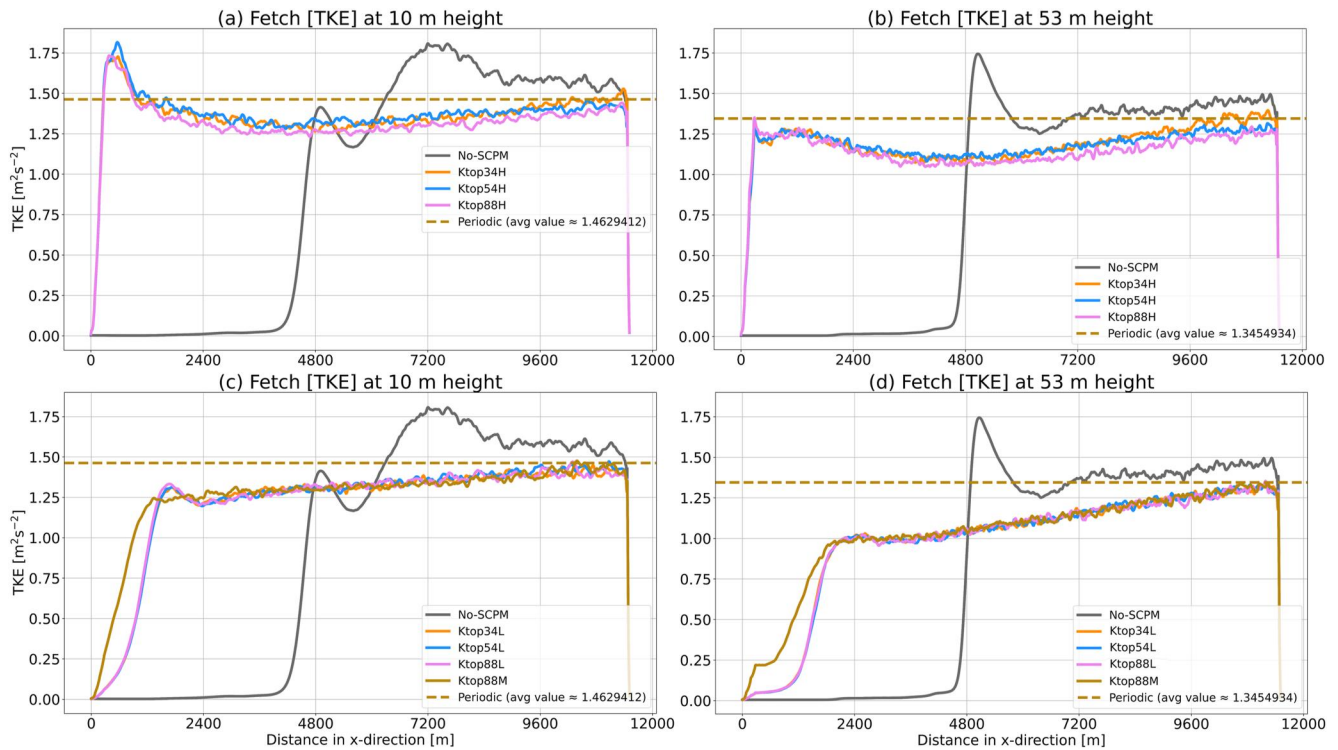 (a) Fetch [TKE] at 10 m height
TKE [m²s⁻²]
1.75
1.50
1.25
1.00
0.75
0.50
0.25
0.00
No-SCPM
Ktop34H
Ktop54H
Ktop88H
Periodic (avg value ≈ 1.4629412)
0 2400 4800 7200 9600 12000
(b) Fetch [TKE] at 53 m height
1.75
1.50
1.25
1.00
0.75
0.50
0.25
0.00
No-SCPM
Ktop34H
Ktop54H
Ktop88H
Periodic (avg value ≈ 1.3454934)
0 2400 4800 7200 9600 12000
(c) Fetch [TKE] at 10 m height
TKE [m²s⁻²]
1.75
1.50
1.25
1.00
0.75
0.50
0.25
0.00
No-SCPM
Ktop34L
Ktop54L
Ktop88L
Ktop88M
Periodic (avg value ≈ 1.4629412)
0 2400 4800 7200 9600 12000
Distance in x-direction [m]
(d) Fetch [TKE] at 53 m height
1.75
1.50
1.25
1.00
0.75
0.50
0.25
0.00
No-SCPM
Ktop34L
Ktop54L
Ktop88L
Ktop88M
Periodic (avg value ≈ 1.3454934)
0 2400 4800 7200 9600 12000
Distance in x-direction [m]